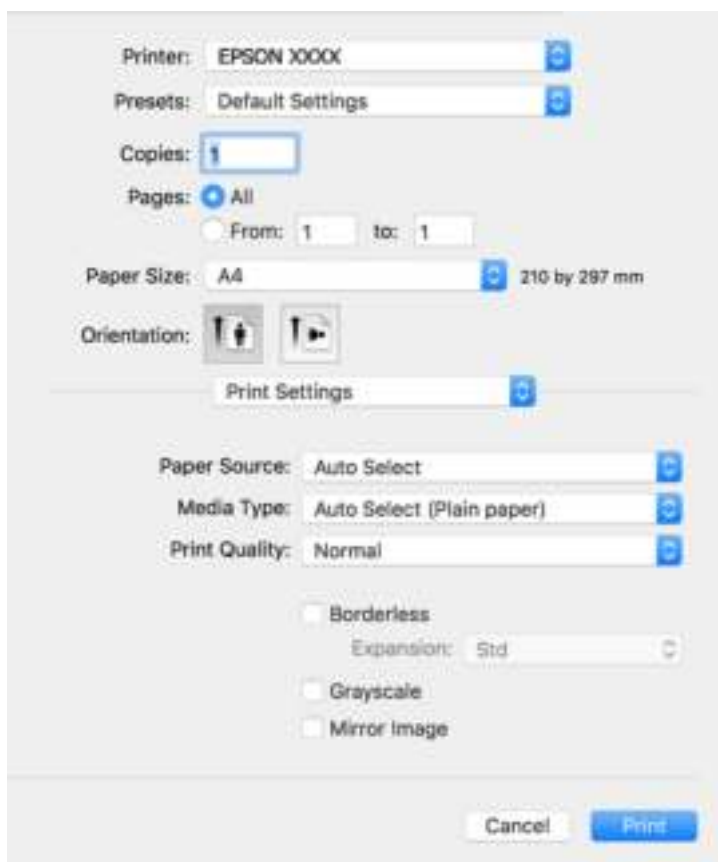 Printer: EPSON XXXX
Presets: Default Settings
Copies: 1
Pages: All
From: 1 to: 1
Paper Size: A4 210 by 297 mm
Orientation:
Print Settings
Paper Source: Auto Select
Media Type: Auto Select (Plain paper)
Print Quality: Normal
Borderless
Expansion: Std
Grayscale
Mirror Image
Cancel Print